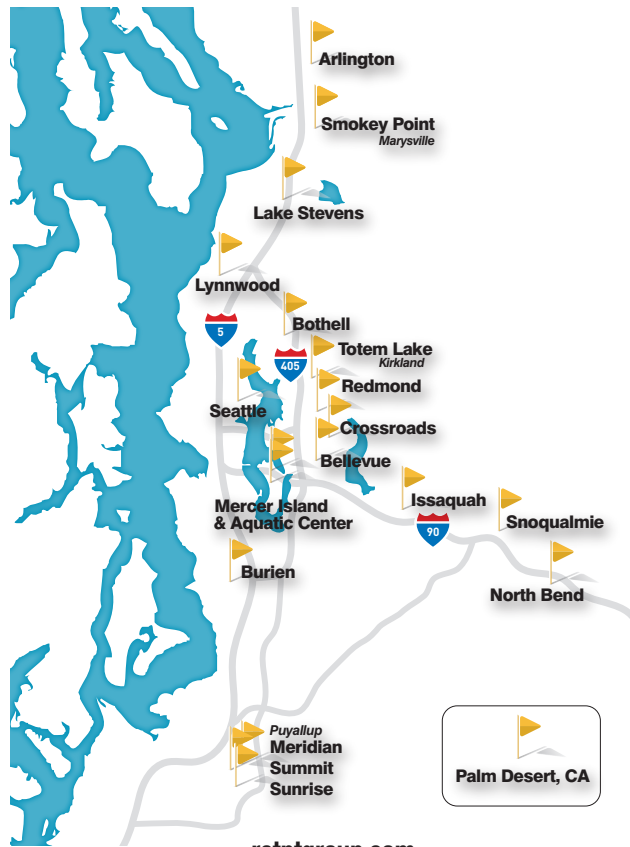 Arlington
Smokey Point
Marysville
Lake Stevens
Lynnwood
5
Bothell
405
Totem Lake
Kirkland
Redmond
Seattle
Crossroads
Bellevue
Mercer Island
& Aquatic Center
Issaquah
Snoqualmie
90
Burien
North Bend
Puyallup
Meridian
Summit
Sunrise
Palm Desert, CA